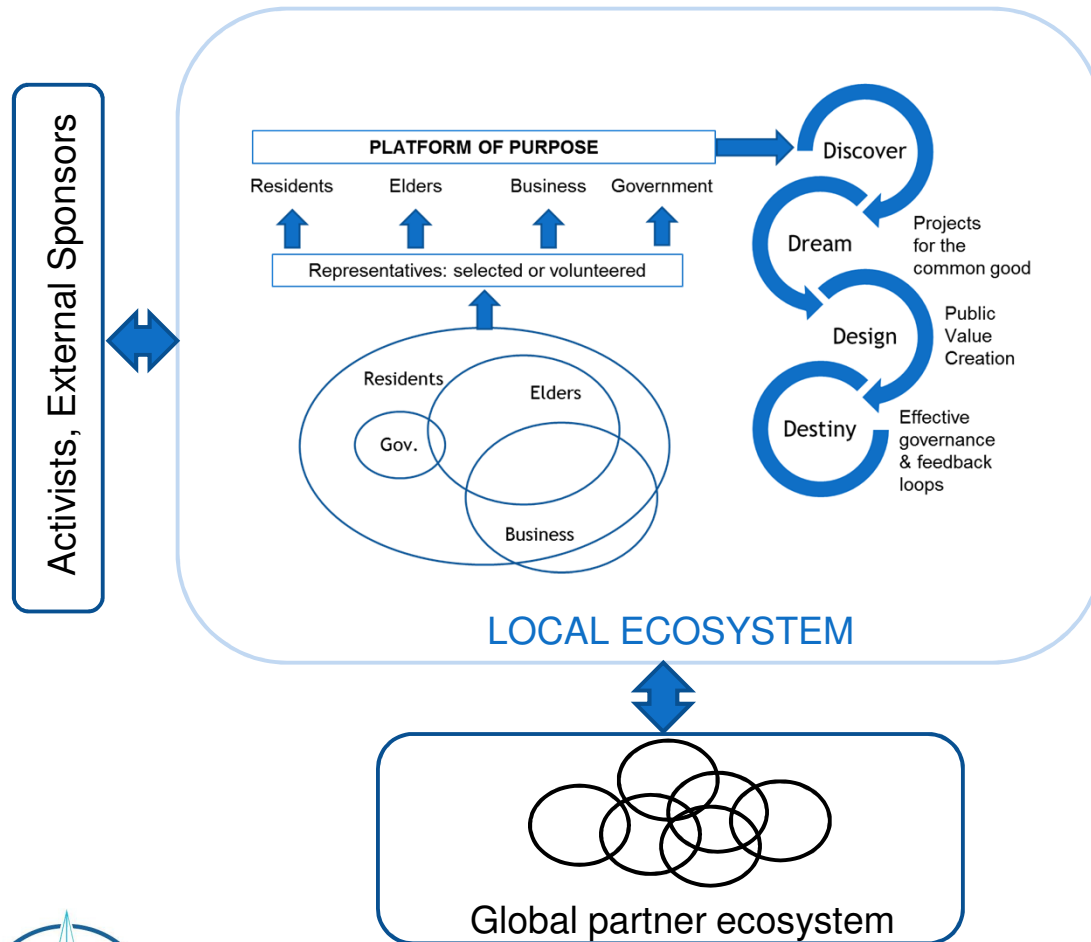 Activists, External Sponsors
PLATFORM OF PURPOSE
Residents Elders Business Government
Representatives: selected or volunteered
Residents
Elders
Gov.
Business
Discover
Dream
Projects
for the
common good
Design
Public
Value
Creation
Destiny
Effective
governance
& feedback
loops
LOCAL ECOSYSTEM
Global partner ecosystem